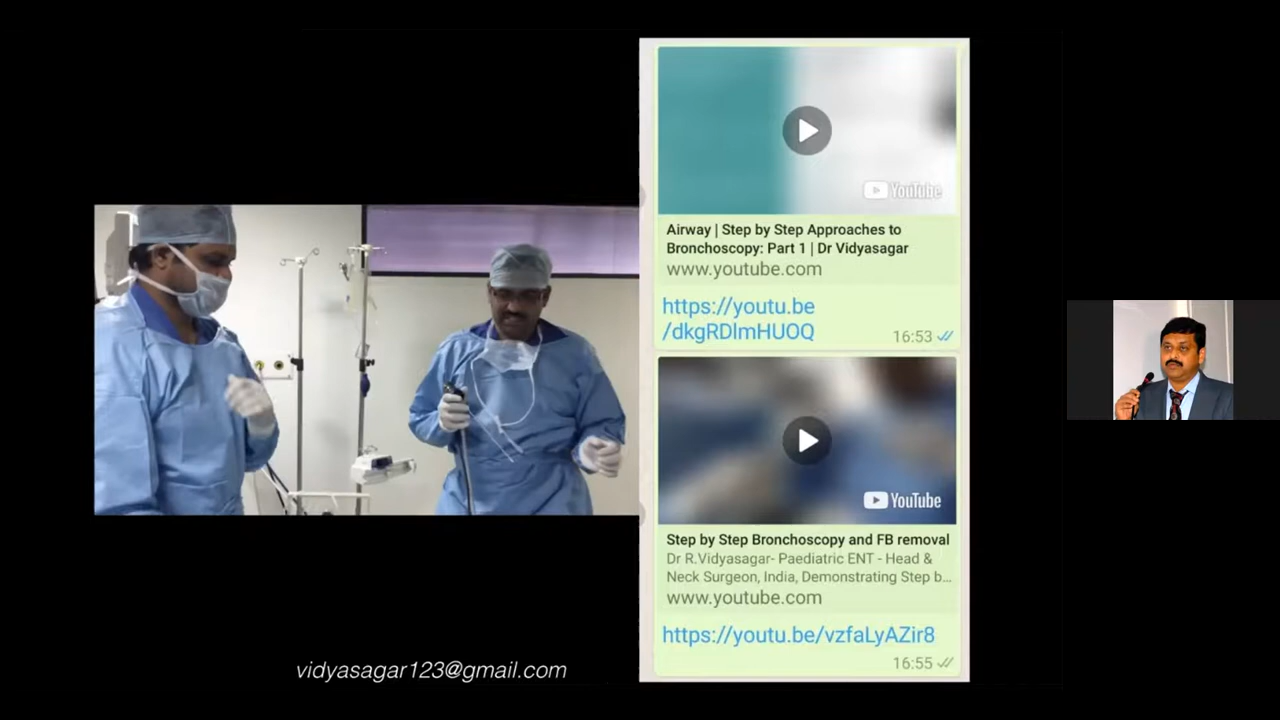 YouTube
Airway | Step by Step Approaches to
Bronchoscopy: Part 1 | Dr Vidyasagar
www.youtube.com
https://youtu.be
/dkgRDlmHUOQ
16:53
YouTube
Step by Step Bronchoscopy and FB removal
Dr R.Vidyasagar- Paediatric ENT - Head &
Neck Surgeon, India, Demonstrating Step b...
www.youtube.com
https://youtu.be/vzfaLyAZir8
16:55
vidyasagar123@gmail.com